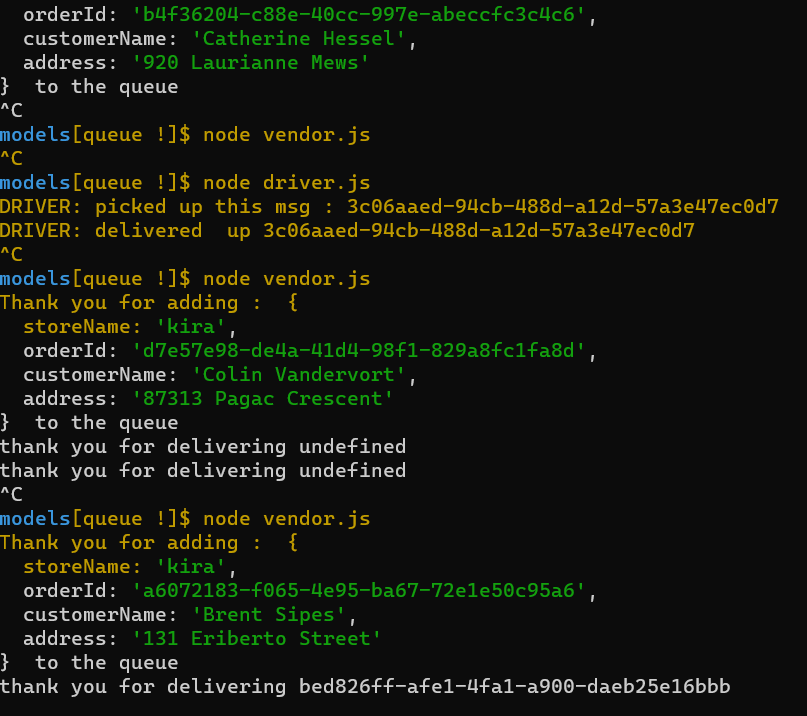 orderId: 'b4f36204-c88e-40cc-997e-abeccfc3c4c6',
customerName: 'Catherine Hessel',
address: '920 Laurianne Mews'
}  to the queue
^C
models[queue !]$ node vendor.js
^C
models[queue !]$ node driver.js
DRIVER: picked up this msg : 3c06aaed-94cb-488d-a12d-57a3e47ec0d7
DRIVER: delivered  up 3c06aaed-94cb-488d-a12d-57a3e47ec0d7
^C
models[queue !]$ node vendor.js
Thank you for adding :  {
  storeName: 'kira',
  orderId: 'd7e57e98-de4a-41d4-98f1-829a8fc1fa8d',
  customerName: 'Colin Vandervort',
  address: '87313 Pagac Crescent'
}  to the queue
thank you for delivering undefined
thank you for delivering undefined
^C
models[queue !]$ node vendor.js
Thank you for adding :  {
  storeName: 'kira',
  orderId: 'a6072183-f065-4e95-ba67-72e1e50c95a6',
  customerName: 'Brent Sipes',
  address: '131 Eriberto Street'
}  to the queue
thank you for delivering bed826ff-afe1-4fa1-a900-daeb25e16bbb